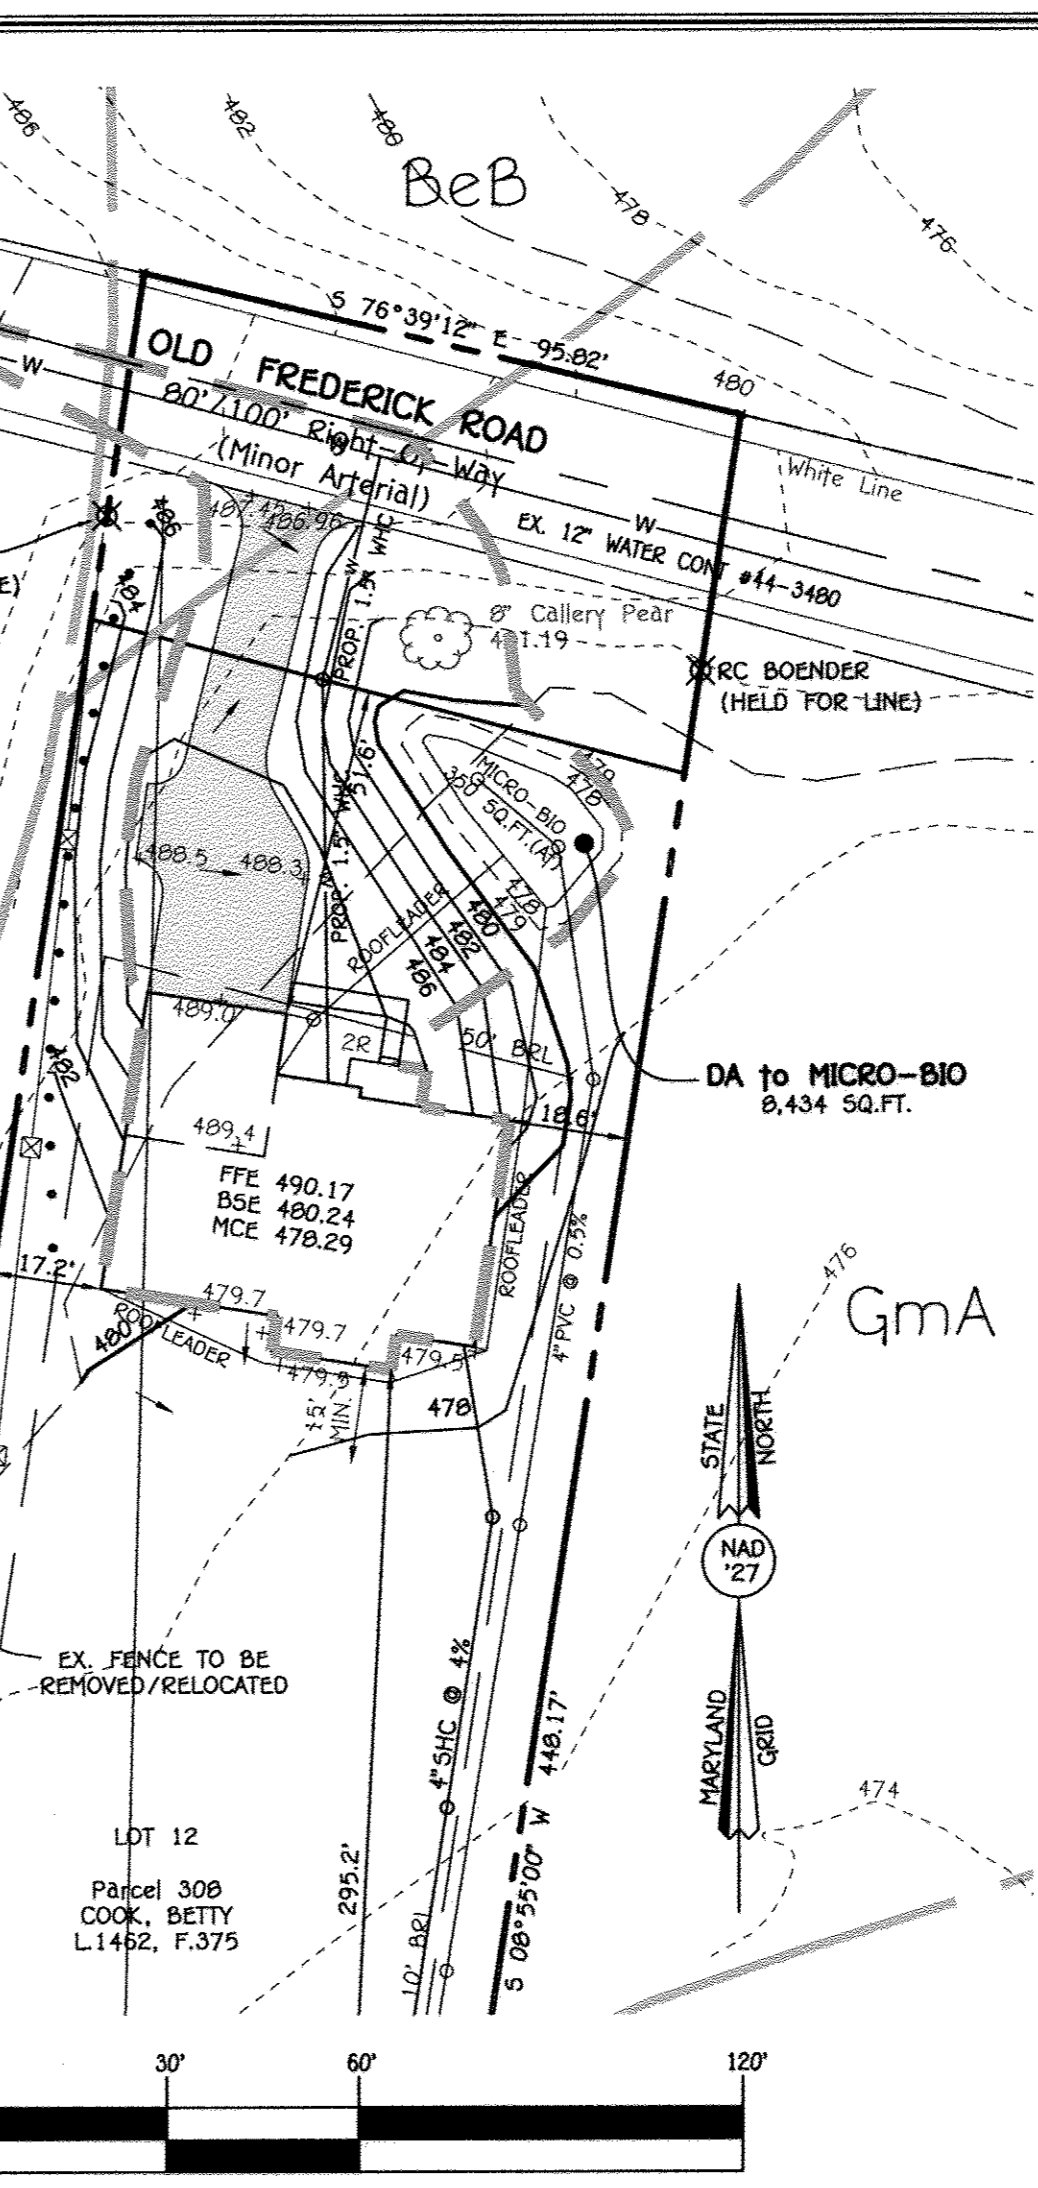 486
482
480
BeB
478
476
S 76°39'12" E 95.82'
480
OLD FREDERICK ROAD
80'/100' Right-Of-Way
(Minor Arterial)
White Line
W
W
EX. 12" WATER CONT #44-3480
487.45
486.96
486
484
8" Callery Pear
RC BOENDER
(HELD FOR LINE)
PROP. 1.5" WHC
W
51.6'
479
478
MICRO-BIO
350 SQ.FT.(Af)
488.5
488.3
PROP. 1.5" WHC
ROOFLEADER
478
479
480
482
484
486
489.0
2R
50' BRL
482
DA to MICRO-BIO
8,434 SQ.FT.
18.6'
489.4
FFE 490.17
BSE 480.24
MCE 478.29
ROOFLEADER
4"PVC @ 0.5%
476
GmA
17.2'
479.7
479.7
480
ROOFLEADER
479.5
479.5
15'
MIN.
478
STATE NORTH
NAD
'27
MARYLAND GRID
EX. FENCE TO BE
REMOVED/RELOCATED
4"SHC @ 4%
448.17'
474
LOT 12
Parcel 308
COOK, BETTY
L.1462, F.375
295.2'
10' BRL
S 08°55'00" W
30' 60' 120'